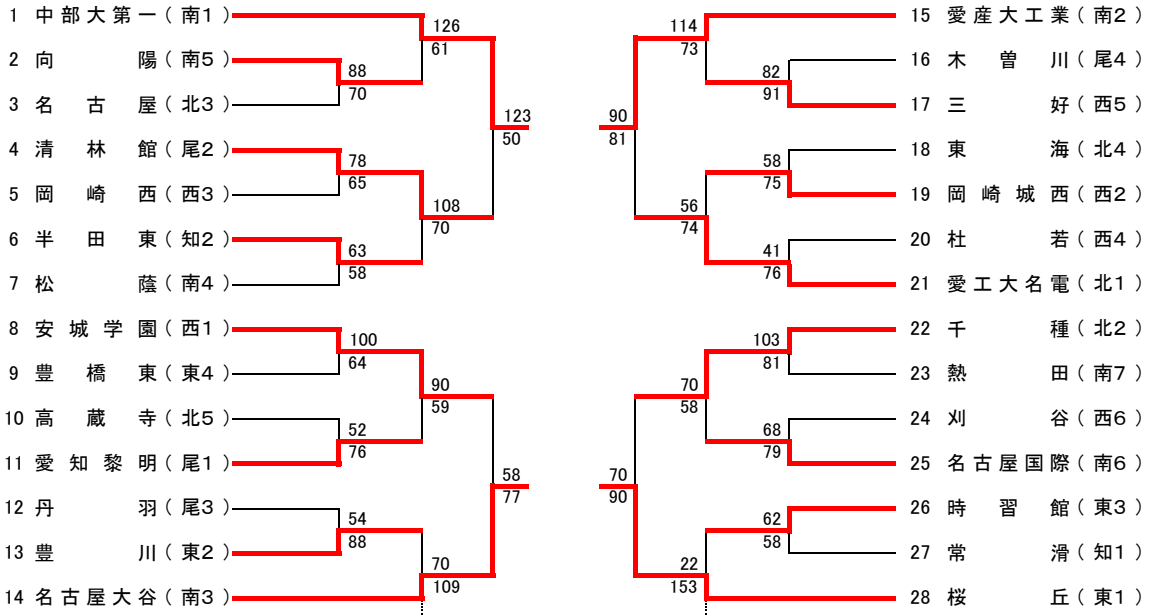 1 中部大第一(南1)
126
61
2 向陽(南5)
88
70
3 名古屋(北3)
123
50
4 清林館(尾2)
78
65
5 岡崎西(西3)
108
70
6 半田東(知2)
63
58
7 松蔭(南4)
8 安城学園(西1)
100
64
9 豊橋東(東4)
90
59
10 高蔵寺(北5)
52
76
11 愛知黎明(尾1)
58
77
12 丹羽(尾3)
54
88
13 豊川(東2)
70
109
14 名古屋大谷(南3)
114
73
15 愛産大工業(南2)
82
91
16 木曽川(尾4)
17 三好(西5)
90
81
18 東海(北4)
58
75
19 岡崎城西(西2)
56
74
20 杜若(西4)
41
76
21 愛工大名電(北1)
22 千種(北2)
103
81
23 熱田(南7)
70
58
24 刈谷(西6)
68
79
25 名古屋国際(南6)
70
90
26 時習館(東3)
62
58
27 常滑(知1)
22
153
28 桜丘(東1)